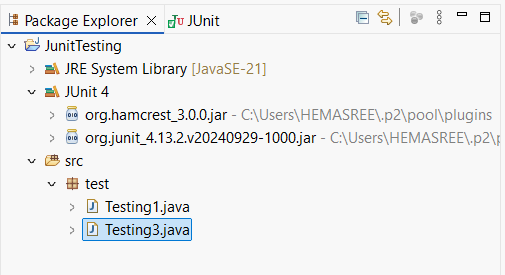 Package Explorer JUnit
JunitTesting
JRE System Library [JavaSE-21]
JUnit 4
org.hamcrest_3.0.0.jar - C:\Users\HEMASREE\.p2\pool\plugins
org.junit_4.13.2.v20240929-1000.jar - C:\Users\HEMASREE\.p2\p
src
test
Testing1.java
Testing3.java